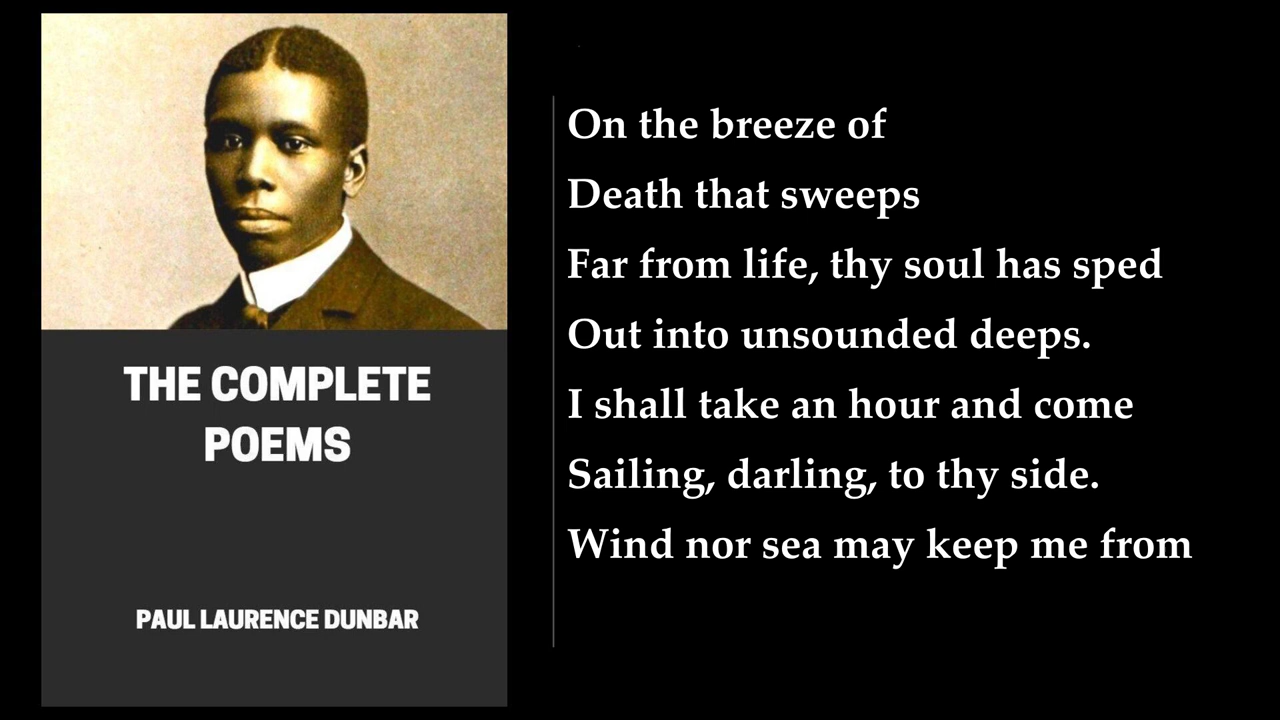 THE COMPLETE
POEMS
PAUL LAURENCE DUNBAR
On the breeze of
Death that sweeps
Far from life, thy soul has sped
Out into unsounded deeps.
I shall take an hour and come
Sailing, darling, to thy side.
Wind nor sea may keep me from